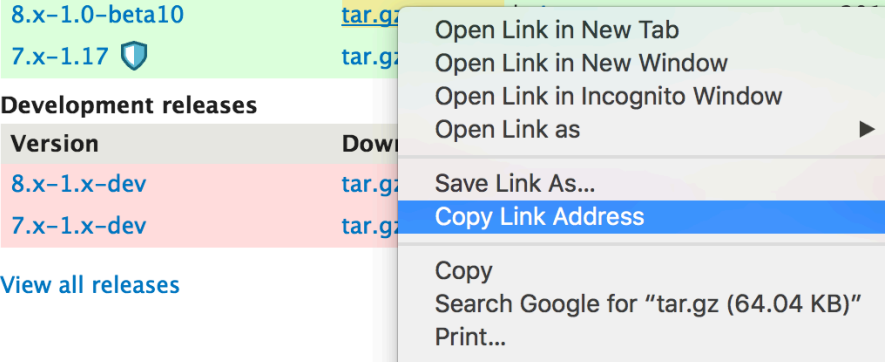 8.x-1.0-beta10 tar.gz
7.x-1.17 tar.gz
Development releases
Version
8.x-1.x-dev tar.gz
7.x-1.x-dev tar.gz
View all releases
Open Link in New Tab
Open Link in New Window
Open Link in Incognito Window
Open Link as
Save Link As...
Copy Link Address
Copy
Search Google for “tar.gz (64.04 KB)”
Print...